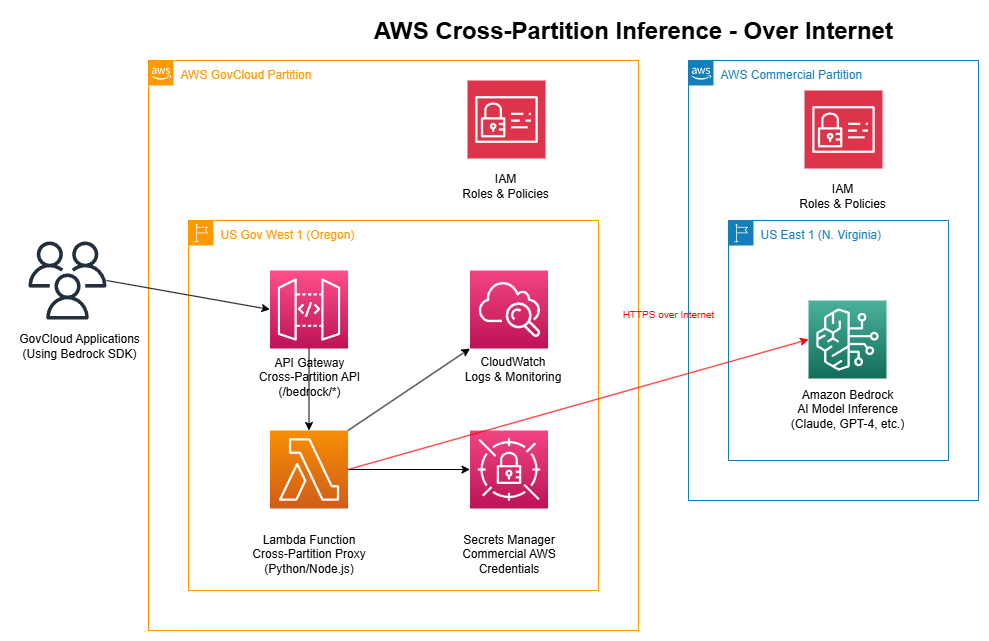 AWS Cross-Partition Inference - Over Internet
aws
AWS GovCloud Partition
IAM
Roles & Policies
US Gov West 1 (Oregon)
GovCloud Applications
(Using Bedrock SDK)
API Gateway
Cross-Partition API
(/bedrock/*)
CloudWatch
Logs & Monitoring
Lambda Function
Cross-Partition Proxy
(Python/Node.js)
Secrets Manager
Commercial AWS
Credentials
HTTPS over Internet
aws
AWS Commercial Partition
IAM
Roles & Policies
US East 1 (N. Virginia)
Amazon Bedrock
AI Model Inference
(Claude, GPT-4, etc.)